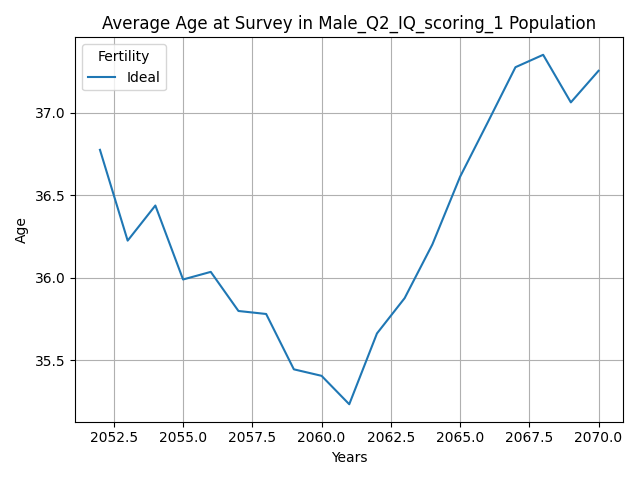 Average Age at Survey in Male_Q2_IQ_scoring_1 Population
Fertility
Ideal
37.0
36.5
36.0
35.5
Age
2052.5 2055.0 2057.5 2060.0 2062.5 2065.0 2067.5 2070.0
Years